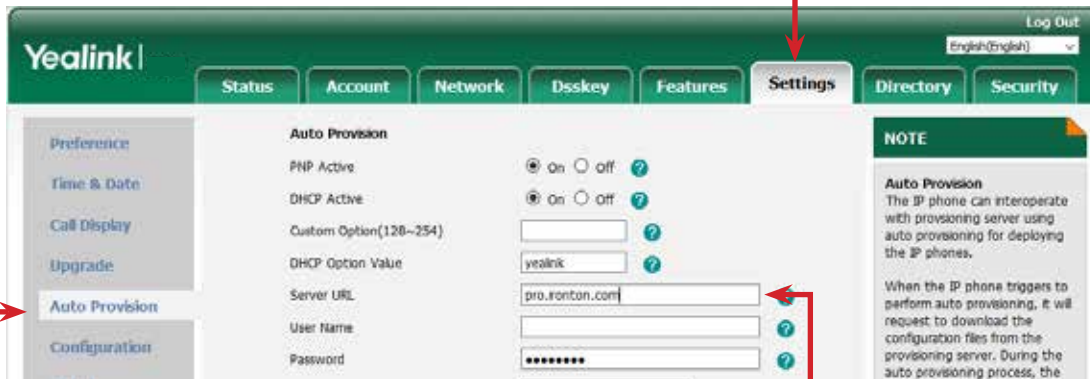 Log Out
Yealink
English(English)
Status
Account
Network
Dsskey
Features
Settings
Directory
Security
Preference
Time & Date
Call Display
Upgrade
Auto Provision
Configuration
Auto Provision
PNP Active On Off ?
DHCP Active On Off ?
Custom Option(128~254) ?
DHCP Option Value yealink ?
Server URL pro.ronton.com
User Name ?
Password •••••••• ?
NOTE
Auto Provision
The IP phone can interoperate
with provisioning server using
auto provisioning for deploying
the IP phones.
When the IP phone triggers to
perform auto provisioning, it will
request to download the
configuration files from the
provisioning server. During the
auto provisioning process, the